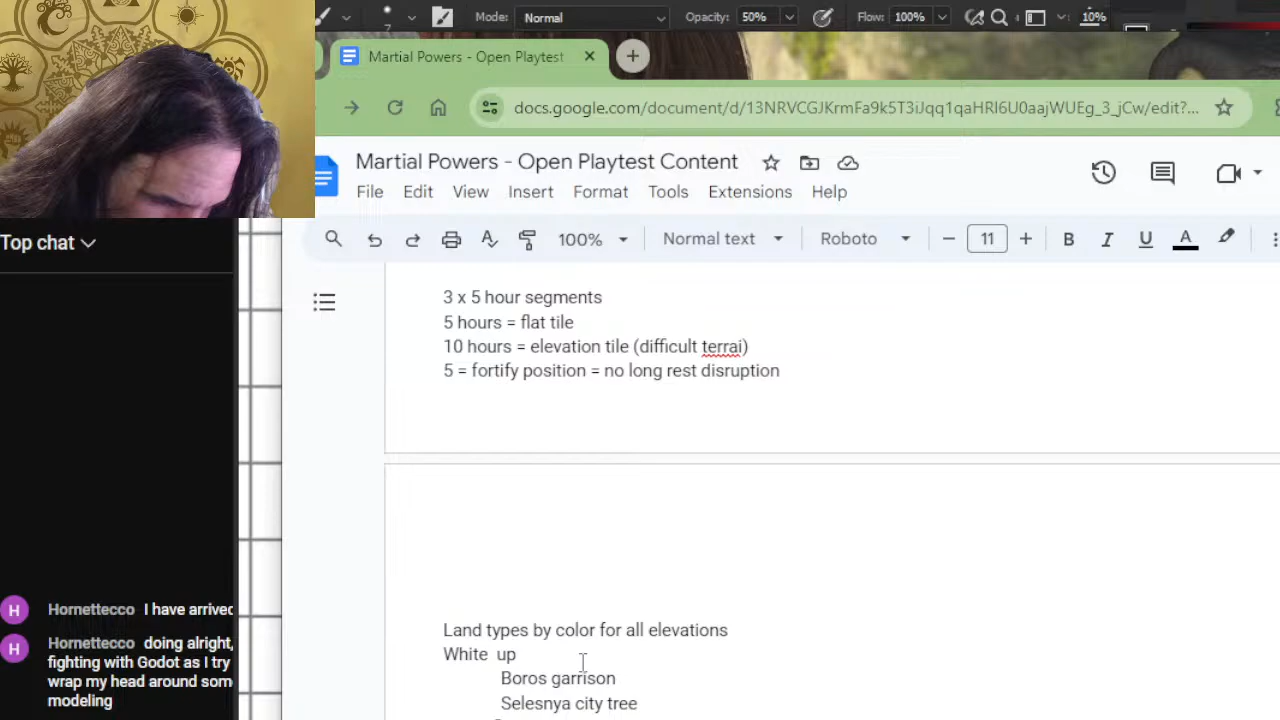 Mode:
Normal
Opacity:
50%
Flow:
100%
10%
7
Martial Powers - Open Playtest
docs.google.com/document/d/13NRVCGJKrmFa9k5T3iJqq1qaHRI6U0aajWUEg_3_jCw/edit?...
Martial Powers - Open Playtest Content
File Edit View Insert Format Tools Extensions Help
Top chat
100%
Normal text
Roboto
11
B I U A
3 x 5 hour segments
5 hours = flat tile
10 hours = elevation tile (difficult terrai)
5 = fortify position = no long rest disruption
Land types by color for all elevations
White up
Boros garrison
Selesnya city tree
H Hornettecco I have arrived
H Hornettecco doing alright,
fighting with Godot as I try
wrap my head around som
modeling